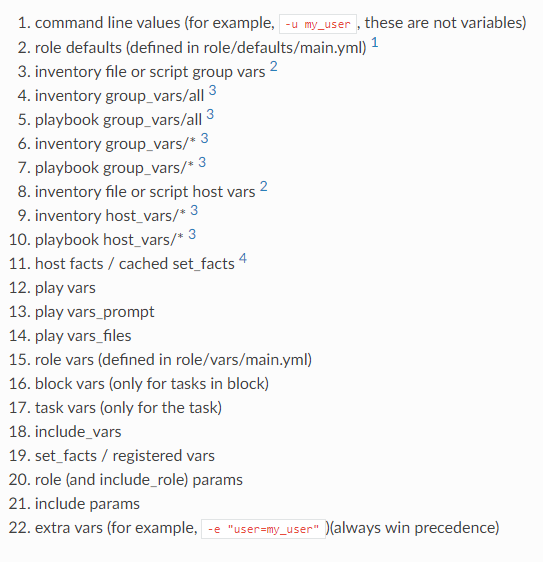 1. command line values (for example, -u my_user , these are not variables)
2. role defaults (defined in role/defaults/main.yml) 1
3. inventory file or script group vars 2
4. inventory group_vars/all 3
5. playbook group_vars/all 3
6. inventory group_vars/* 3
7. playbook group_vars/* 3
8. inventory file or script host vars 2
9. inventory host_vars/* 3
10. playbook host_vars/* 3
11. host facts / cached set_facts 4
12. play vars
13. play vars_prompt
14. play vars_files
15. role vars (defined in role/vars/main.yml)
16. block vars (only for tasks in block)
17. task vars (only for the task)
18. include_vars
19. set_facts / registered vars
20. role (and include_role) params
21. include params
22. extra vars (for example, -e "user=my_user" )(always win precedence)